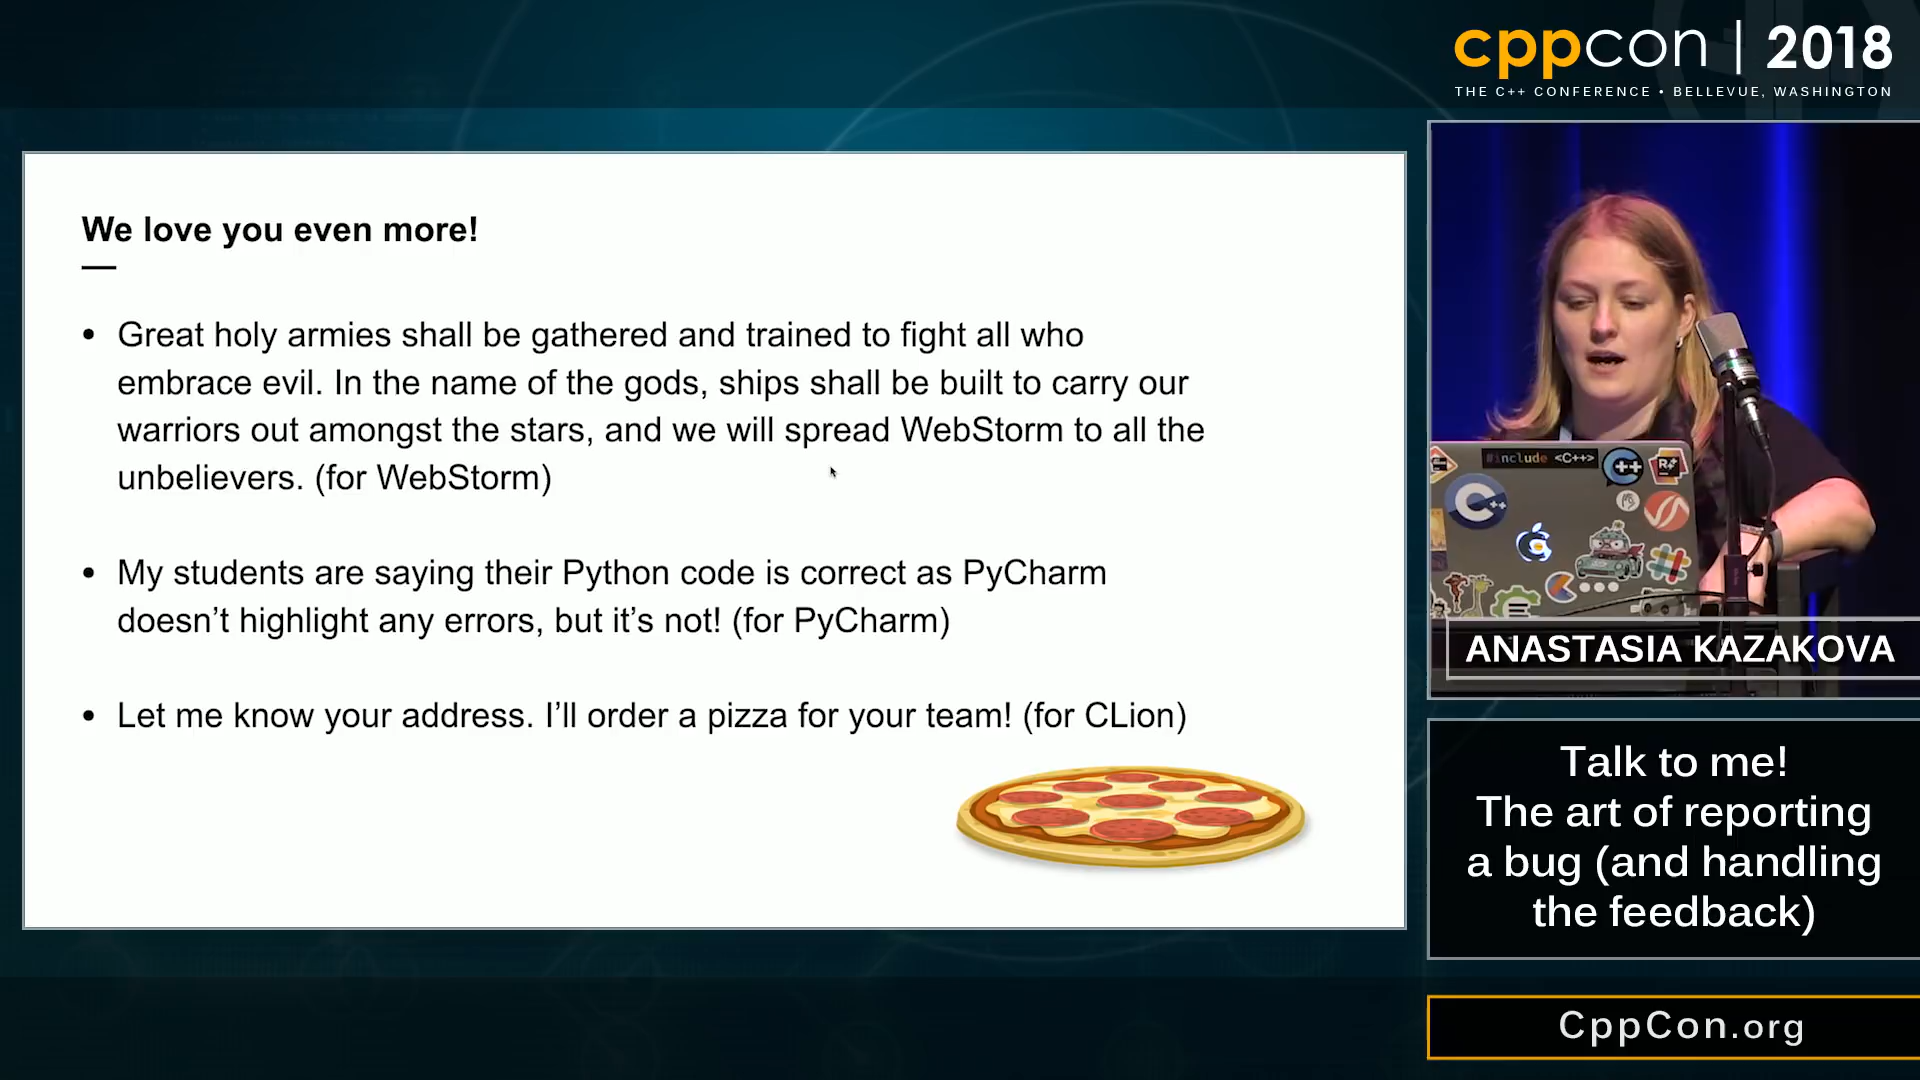 cppcon | 2018
THE C++ CONFERENCE • BELLEVUE, WASHINGTON
We love you even more!
• Great holy armies shall be gathered and trained to fight all who
embrace evil. In the name of the gods, ships shall be built to carry our
warriors out amongst the stars, and we will spread WebStorm to all the
unbelievers. (for WebStorm)
• My students are saying their Python code is correct as PyCharm
doesn’t highlight any errors, but it’s not! (for PyCharm)
• Let me know your address. I’ll order a pizza for your team! (for CLion)
#include <C++>
C++
R#
C++
ANASTASIA KAZAKOVA
Talk to me!
The art of reporting
a bug (and handling
the feedback)
CppCon.org